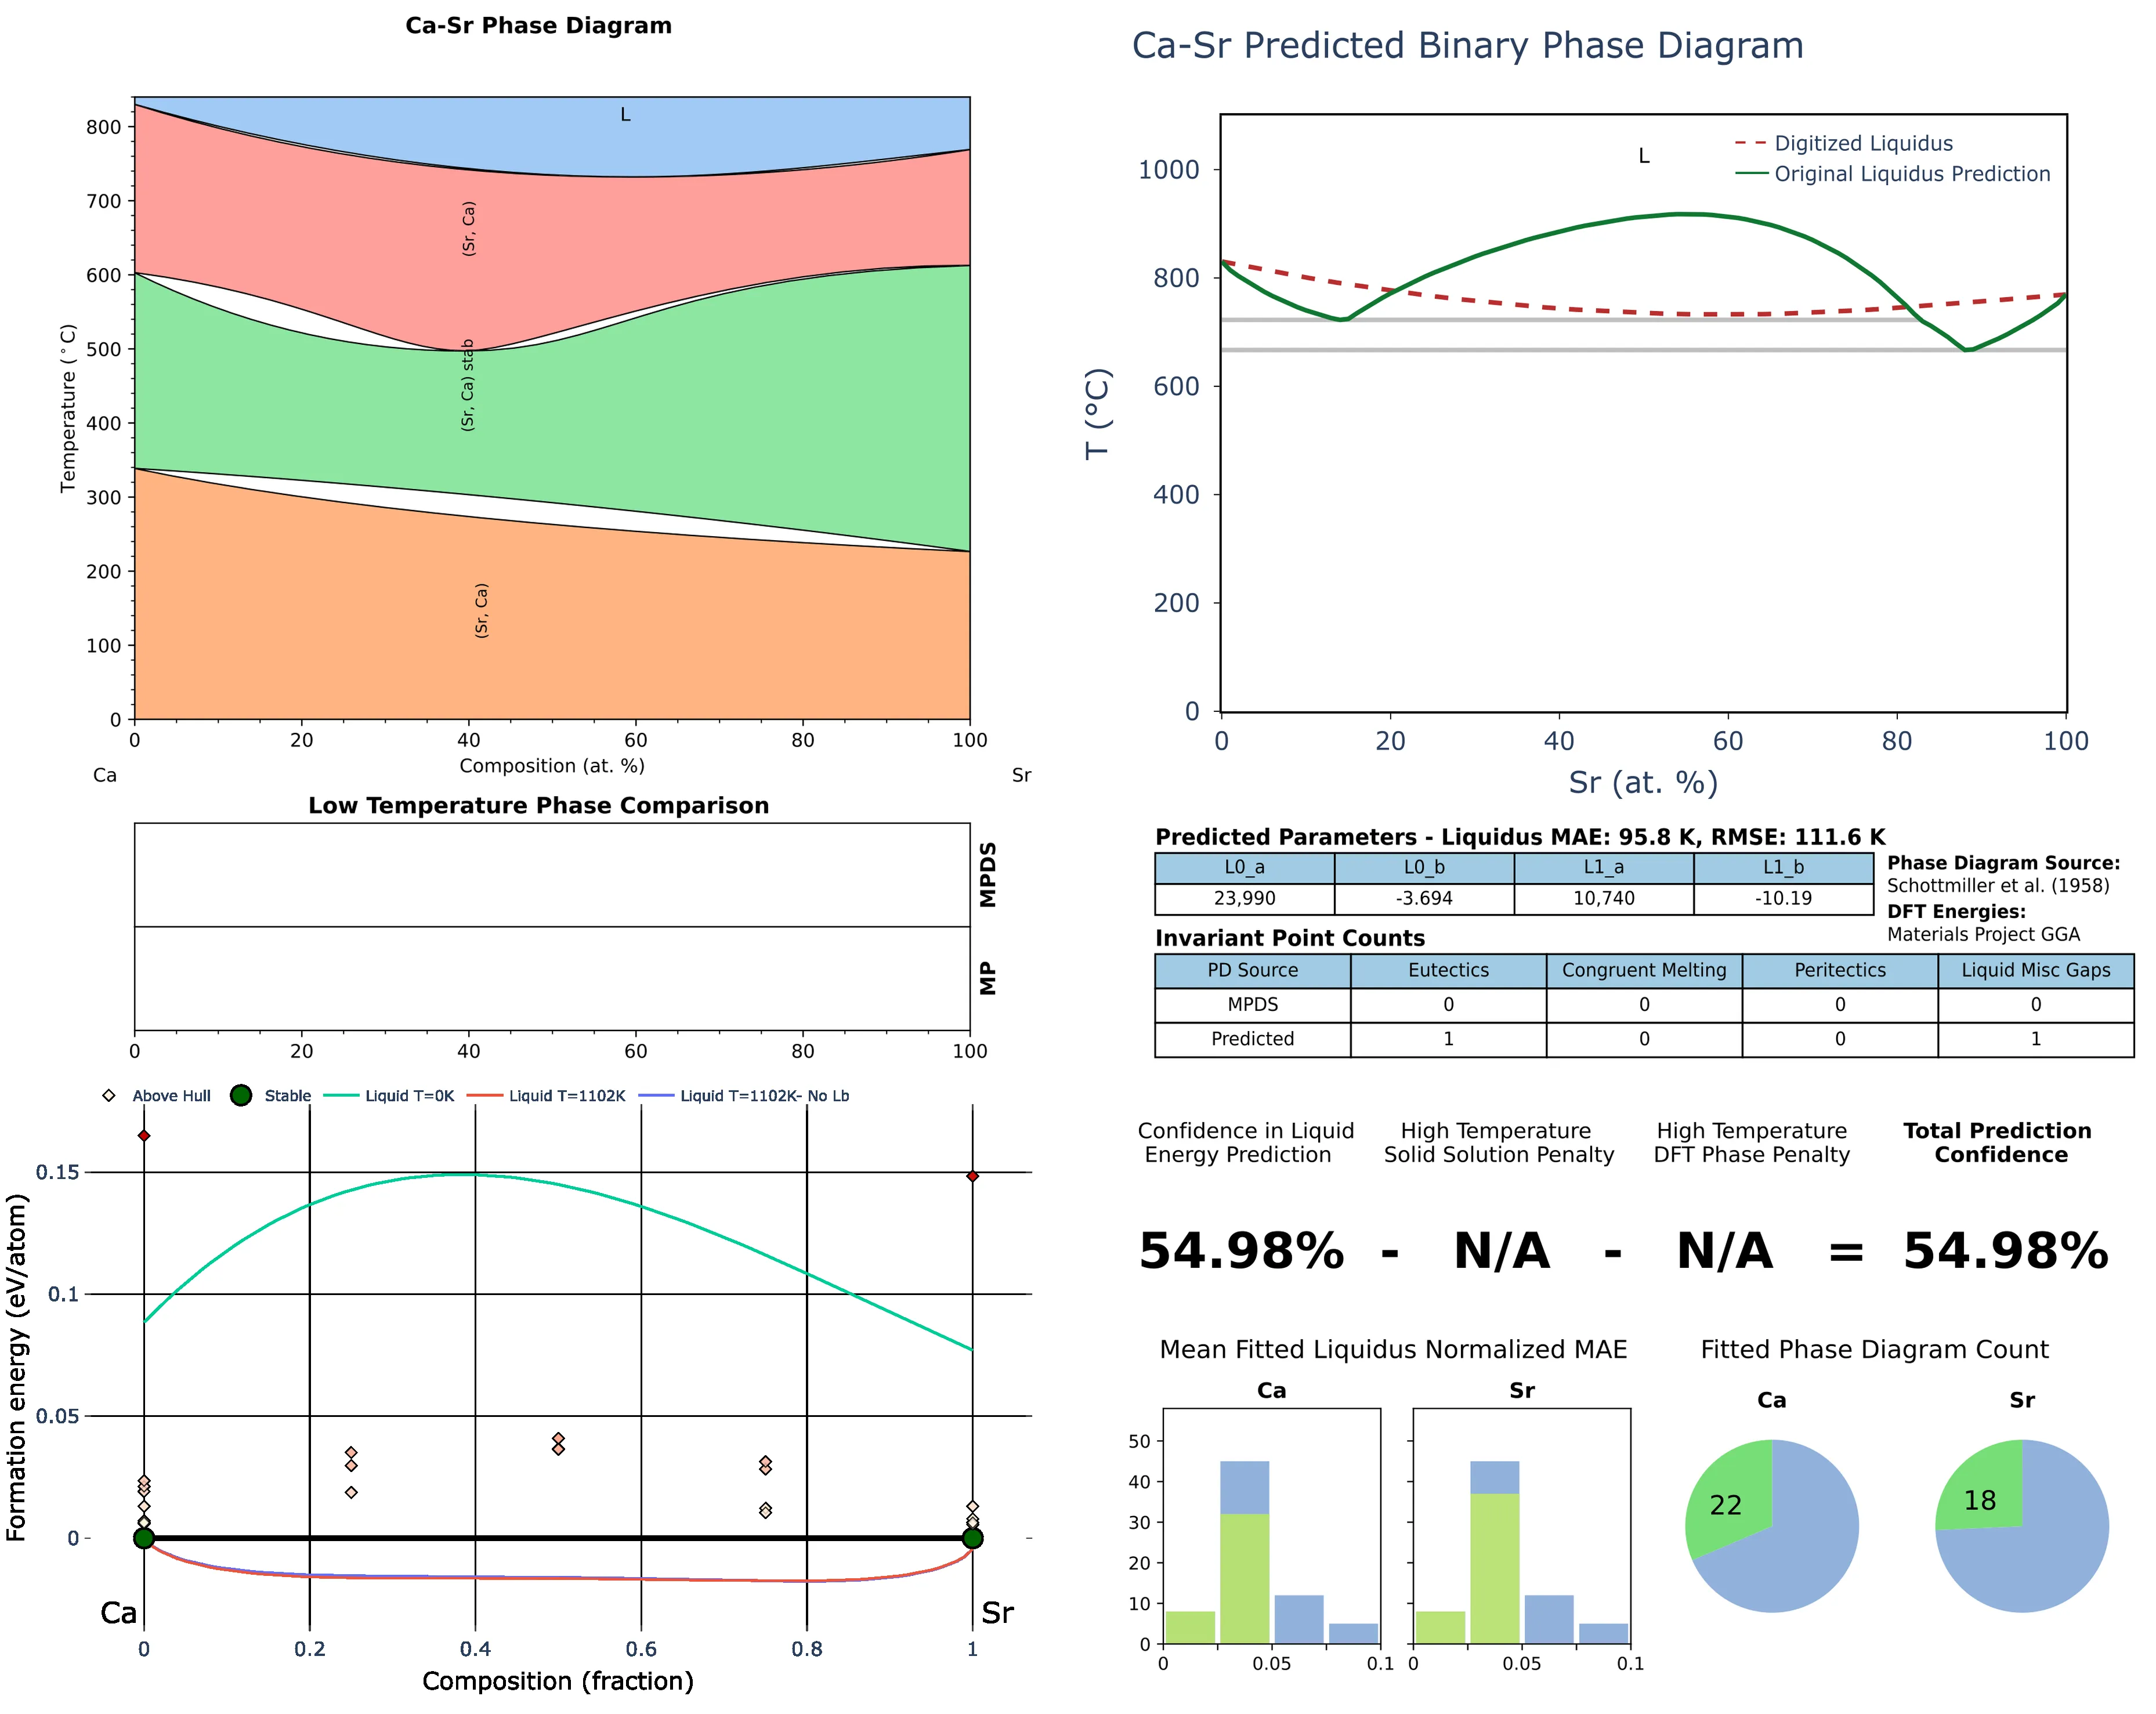 Ca-Sr Phase Diagram
800
700
600
500
400
300
200
100
0
Temperature (°C)
L
(Sr, Ca)
(Sr, Ca) stab
(Sr, Ca)
0 20 40 60 80 100
Composition (at. %)
Ca Sr
Ca-Sr Predicted Binary Phase Diagram
1000
800
600
400
200
0
T (°C)
L
Digitized Liquidus
Original Liquidus Prediction
0 20 40 60 80 100
Sr (at. %)
Low Temperature Phase Comparison
MPDS
MP
0 20 40 60 80 100
Predicted Parameters - Liquidus MAE: 95.8 K, RMSE: 111.6 K
L0_a L0_b L1_a L1_b
23,990 -3.694 10,740 -10.19
Phase Diagram Source:
Schottmiller et al. (1958)
DFT Energies:
Materials Project GGA
Invariant Point Counts
PD Source Eutectics Congruent Melting Peritectics Liquid Misc Gaps
MPDS 0 0 0 0
Predicted 1 0 0 1
Above Hull Stable Liquid T=0K Liquid T=1102K Liquid T=1102K- No Lb
0.15
0.1
0.05
0
Formation energy (eV/atom)
Ca Sr
0 0.2 0.4 0.6 0.8 1
Composition (fraction)
Confidence in Liquid
Energy Prediction
High Temperature
Solid Solution Penalty
High Temperature
DFT Phase Penalty
Total Prediction
Confidence
54.98% - N/A - N/A = 54.98%
Mean Fitted Liquidus Normalized MAE
Ca Sr
50
40
30
20
10
0
0 0.05 0.1
0 0.05 0.1
Fitted Phase Diagram Count
Ca Sr
22 18